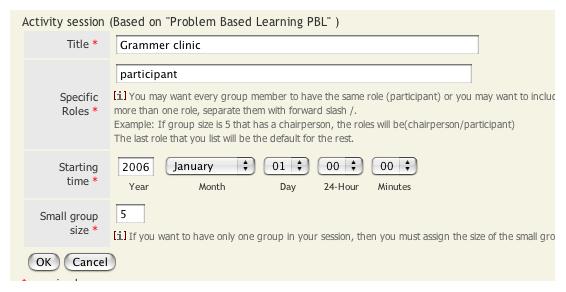 Activity session (Based on "Problem Based Learning PBL" )
Title * Grammer clinic
participant
Specific Roles *
[i] You may want every group member to have the same role (participant) or you may want to includ
more than one role, separate them with forward slash /.
Example: If group size is 5 that has a chairperson, the roles will be(chairperson/participant)
The last role that you list will be the default for the rest.
Starting time *
2006 January 01 00 00
Year Month Day 24-Hour Minutes
Small group size *
5
[i] If you want to have only one group in your session, then you must assign the size of the small gro
OK Cancel